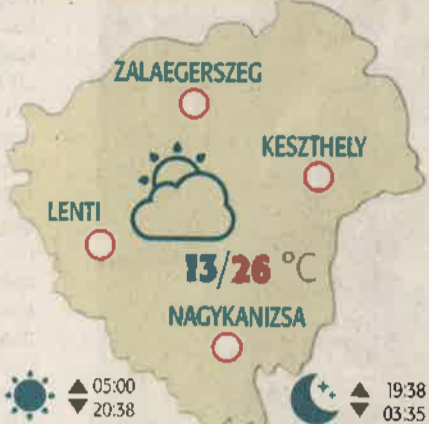 ZALAEGERSZEG
KESZTHELY
LENTI
13/26 °C
NAGYKANIZSA
05:00
20:38
19:38
03:35